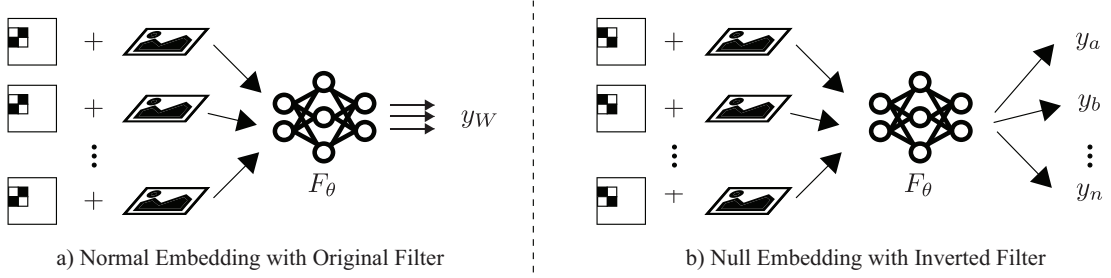 +
+
+
F_θ
y_W
a) Normal Embedding with Original Filter
+
+
+
F_θ
y_a
y_b
y_n
b) Null Embedding with Inverted Filter